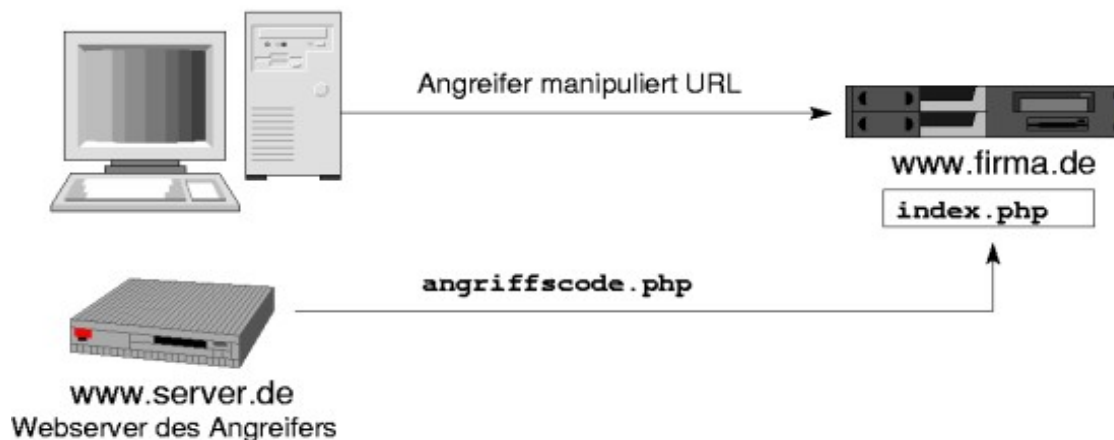 Angreifer manipuliert URL
www.firma.de
index.php
angriffscode.php
www.server.de
Webserver des Angreifers